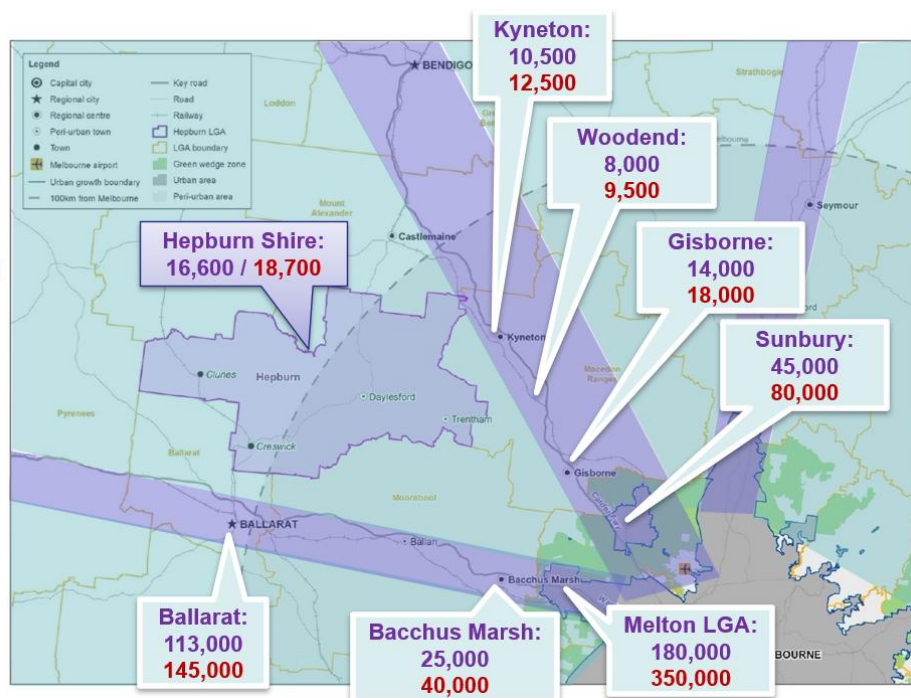 Legend
Capital city
Regional city
Regional centre
Peri-urban town
Town
Melbourne airport
Urban growth boundary
100km from Melbourne
Key road
Road
Railway
Hepburn LGA
LGA boundary
Green wedge zone
Urban area
Peri-urban area
Kyneton:
10,500
12,500
BENDIGO
Strathbogie
Loddon
Woodend:
8,000
9,500
Mount
Alexander
Castlemaine
Seymour
Hepburn Shire:
16,600 / 18,700
Gisborne:
14,000
18,000
Kyneton
Sunbury:
45,000
80,000
Clunes
Hepburn
Macedon
Ranges
Daylesford
Pyrenees
Trentham
Creswick
Ballarat
Gisborne
Moorabool
BALLARAT
Ballan
Bacchus Marsh
Ballarat:
113,000
145,000
Bacchus Marsh:
25,000
40,000
Melton LGA:
180,000
350,000
BOURNE